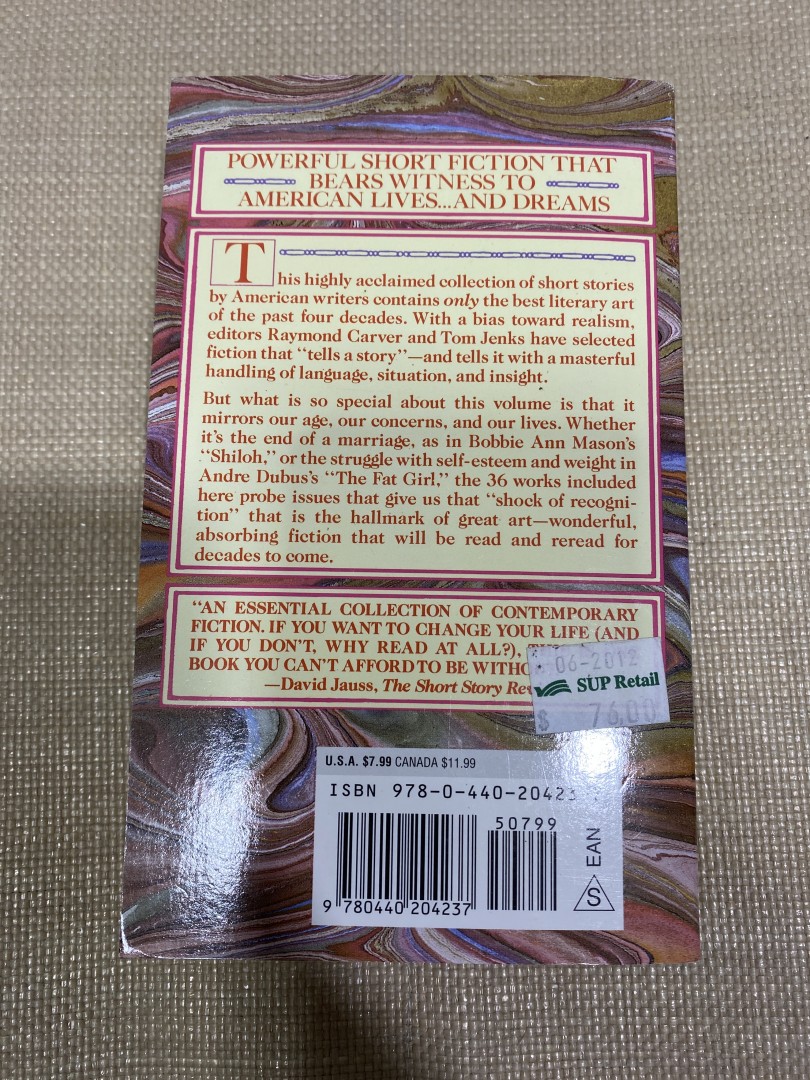 POWERFUL SHORT FICTION THAT
BEARS WITNESS TO
AMERICAN LIVES...AND DREAMS
This highly acclaimed collection of short stories
by American writers contains only the best literary art
of the past four decades. With a bias toward realism,
editors Raymond Carver and Tom Jenks have selected
fiction that "tells a story"—and tells it with a masterful
handling of language, situation, and insight.
But what is so special about this volume is that it
mirrors our age, our concerns, and our lives. Whether
it's the end of a marriage, as in Bobbie Ann Mason's
"Shiloh," or the struggle with self-esteem and weight in
Andre Dubus's "The Fat Girl," the 36 works included
here probe issues that give us that "shock of recogni-
tion" that is the hallmark of great art—wonderful,
absorbing fiction that will be read and reread for
decades to come.
"AN ESSENTIAL COLLECTION OF CONTEMPORARY
FICTION. IF YOU WANT TO CHANGE YOUR LIFE (AND
IF YOU DON'T, WHY READ AT ALL?),
BOOK YOU CAN'T AFFORD TO BE
—David Jauss, The Short Story
06-2012
SUP Retail
$ 76.00
U.S.A. $7.99 CANADA $11.99
ISBN 978-0-440-2042
50799
9 780440 204237
EAN
S